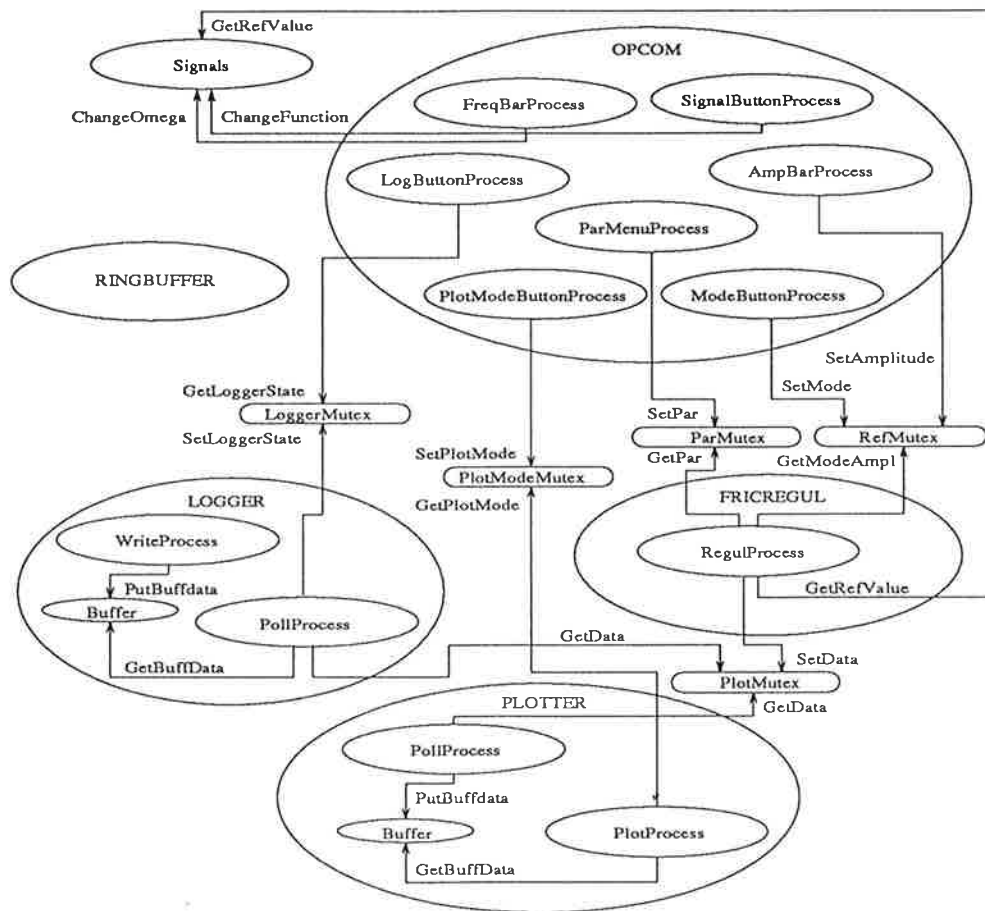 GetRefValue
Signals
OPCOM
FreqBarProcess
SignalButtonProcess
ChangeOmega
ChangeFunction
LogButtonProcess
AmpBarProcess
ParMenuProcess
RINGBUFFER
PlotModeButtonProcess
ModeButtonProcess
SetAmplitude
GetLoggerState
SetMode
LoggerMutex
SetPar
ParMutex
RefMutex
SetLoggerState
SetPlotMode
GetPar
GetModeAmpl
PlotModeMutex
LOGGER
GetPlotMode
FRICREGUL
WriteProcess
RegulProcess
PutBuffdata
GetRefValue
Buffer
PollProcess
GetData
GetBuffData
SetData
PlotMutex
PLOTTER
GetData
PollProcess
PutBuffdata
Buffer
PlotProcess
GetBuffData